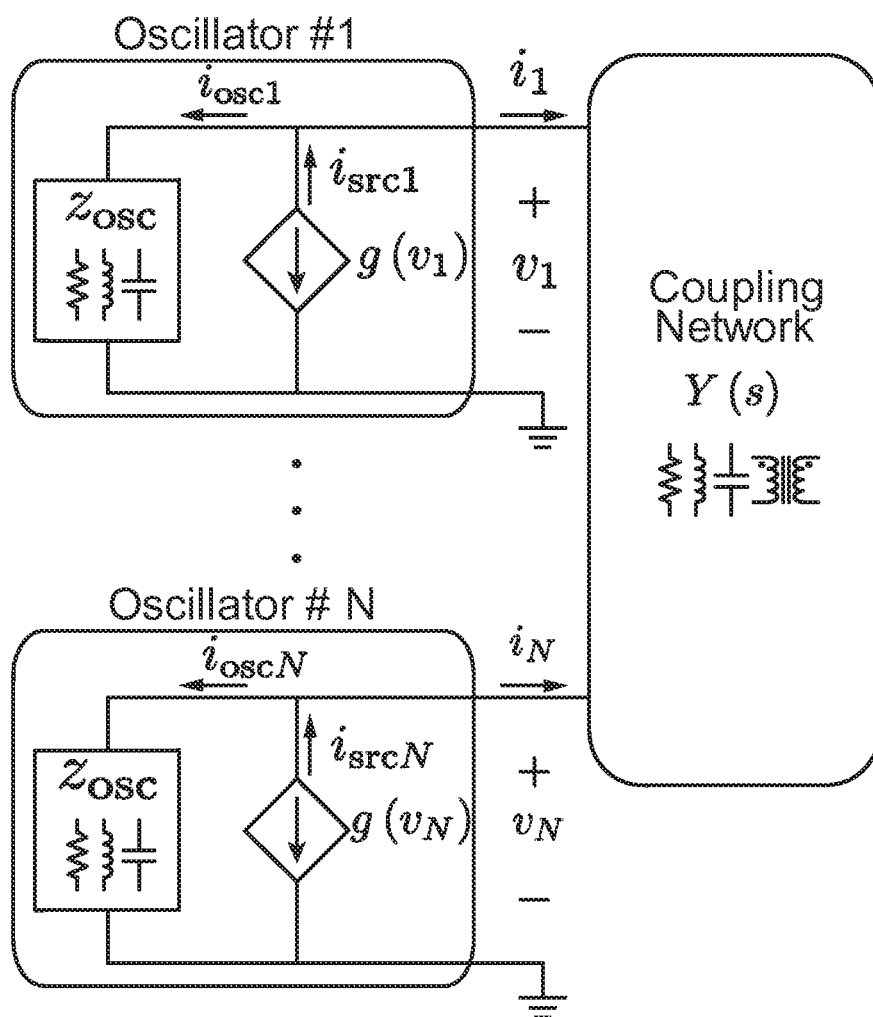 Oscillator #1
i_osc1
i_1
z_osc
i_src1
g (v_1)
+
v_1
−
Coupling
Network
Y (s)
Oscillator # N
i_oscN
i_N
z_osc
i_srcN
g (v_N)
+
v_N
−